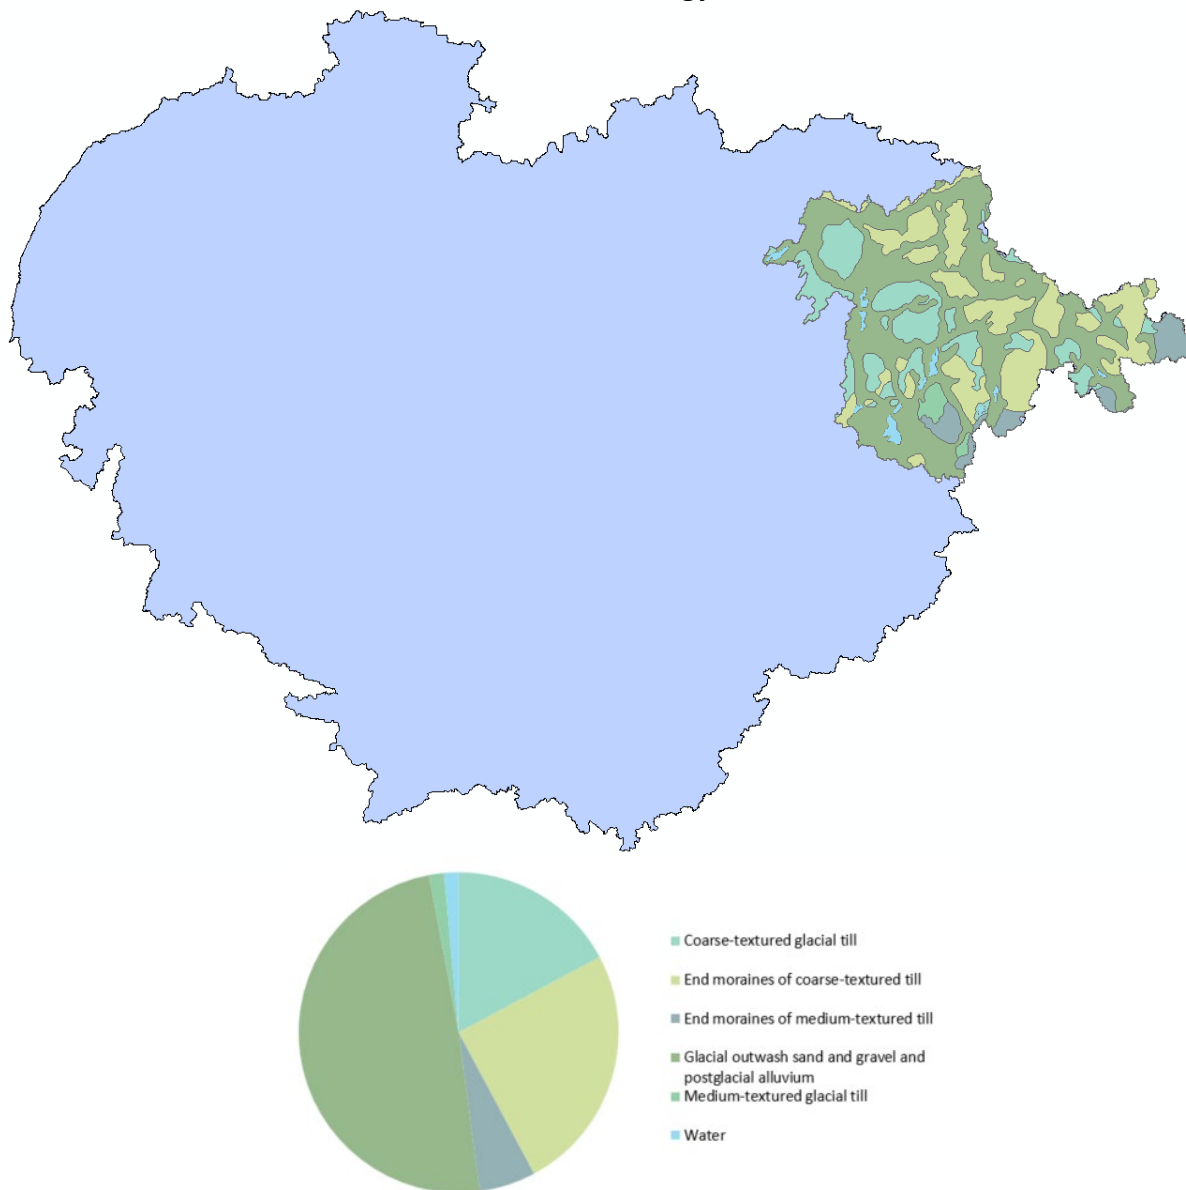 Coarse-textured glacial till
End moraines of coarse-textured till
End moraines of medium-textured till
Glacial outwash sand and gravel and
postglacial alluvium
Medium-textured glacial till
Water